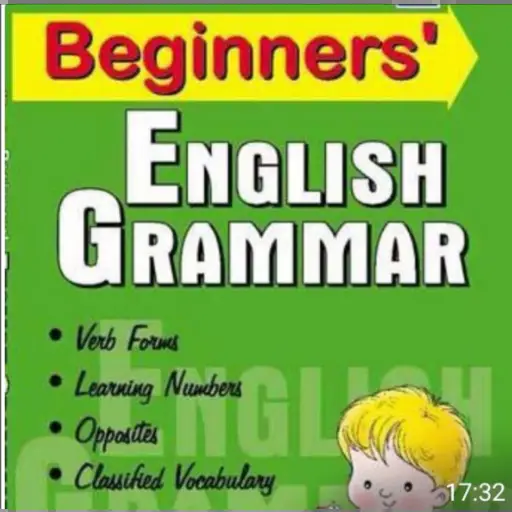 Beginners'
ENGLISH
GRAMMAR
• Verb Forms
• Learning Numbers
• Opposites
• Classified Vocabulary
17:32